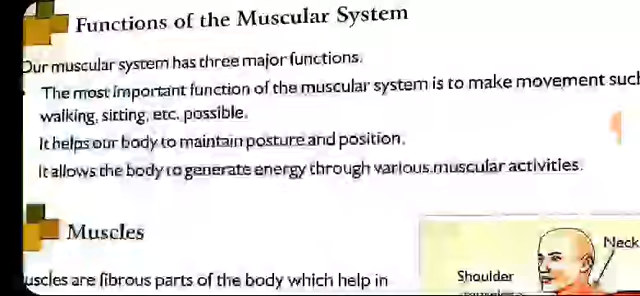 Functions of the Muscular System
Our muscular system has three major functions.
The most important function of the muscular system is to make movement such
walking, sitting, etc. possible.
It helps our body to maintain posture and position.
It allows the body to generate energy through various muscular activities.
Muscles
uscles are fibrous parts of the body which help in
Neck
Shoulder